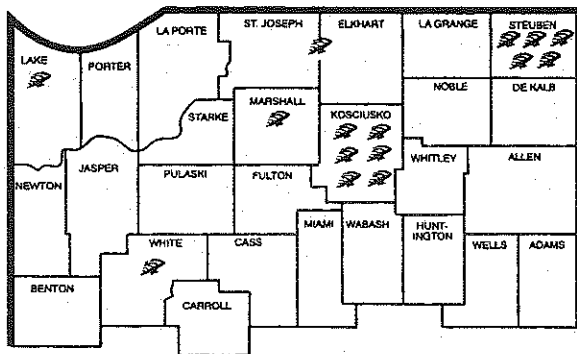 LAKE
PORTER
LA PORTE
ST. JOSEPH
ELKHART
LA GRANGE
STEUBEN
NOBLE
DE KALB
STARKE
MARSHALL
KOSCIUSKO
WHITLEY
ALLEN
NEWTON
JASPER
PULASKI
FULTON
MIAMI
WABASH
HUNT-
INGTON
WELLS
ADAMS
WHITE
CASS
BENTON
CARROLL